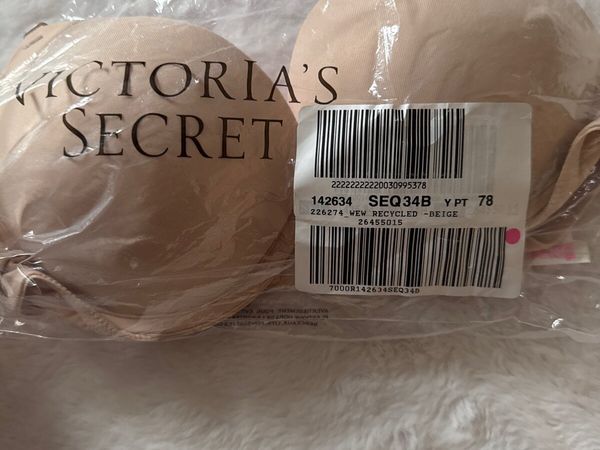 VICTORIA'S
SECRET
22222222220030995378
142634 SEQ34B Y PT 78
226274_WEW RECYCLED -BEIGE
26455015
7000R142634SEQ34B